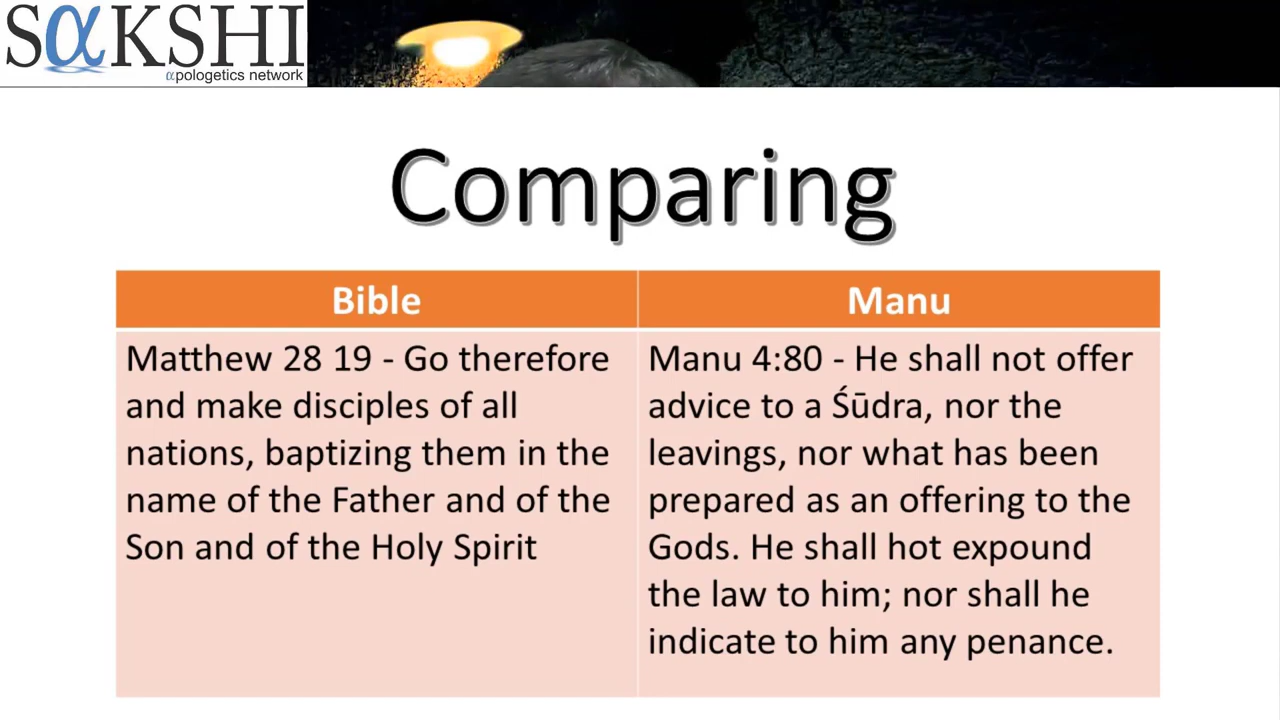 SαKSHI
αpologetics network
Comparing
Bible
Manu
Matthew 28 19 - Go therefore
and make disciples of all
nations, baptizing them in the
name of the Father and of the
Son and of the Holy Spirit
Manu 4:80 - He shall not offer
advice to a Śūdra, nor the
leavings, nor what has been
prepared as an offering to the
Gods. He shall hot expound
the law to him; nor shall he
indicate to him any penance.